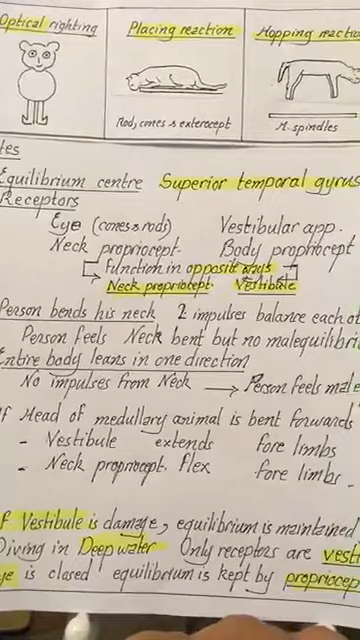 Optical righting
Placing reaction
Hopping reactio
Rod, cones & exterocept
M. spindles
tes
Equilibrium centre Superior temporal gyrus
Receptors
Eye (cones & rods) Vestibular app.
Neck propriocept. Body propriocept
function in opposite ways
Neck propriocept. Vestibule
Person bends his neck 2 impulses balance each ot
Person feels Neck bent but no malequilibri
Entire body leans in one direction
No impulses from Neck → Person feels male
If Head of medullary animal is bent forwards
- Vestibule extends fore limbs
- Neck propriocept. flex fore limbs.
If Vestibule is damage, equilibrium is maintained
Diving in Deep water Only receptors are vesti
ye is closed equilibrium is kept by propriocep